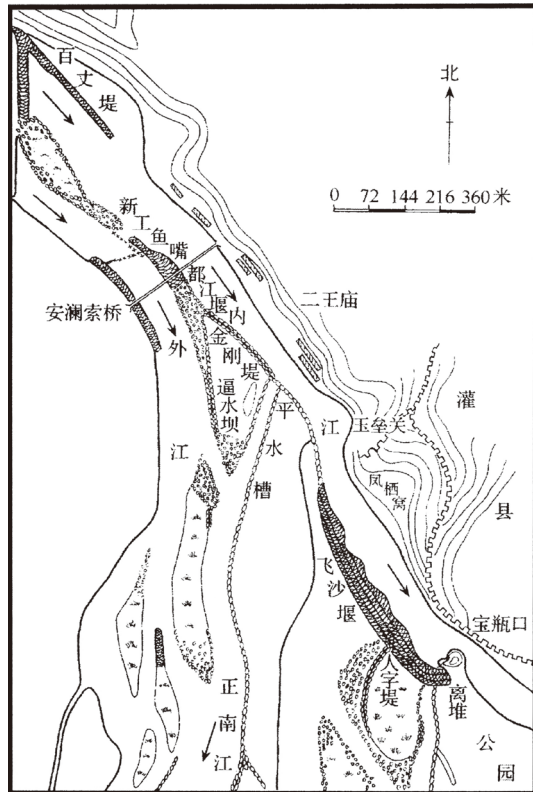 百丈堤
北
0 72 144 216 360 米
新工鱼嘴
都江堰
安澜索桥
内江
二王庙
外江
金刚堤
灌县
玉垒关
逼水坝
平水槽
凤栖窝
飞沙堰
宝瓶口
人字堤
离堆公园
正南江